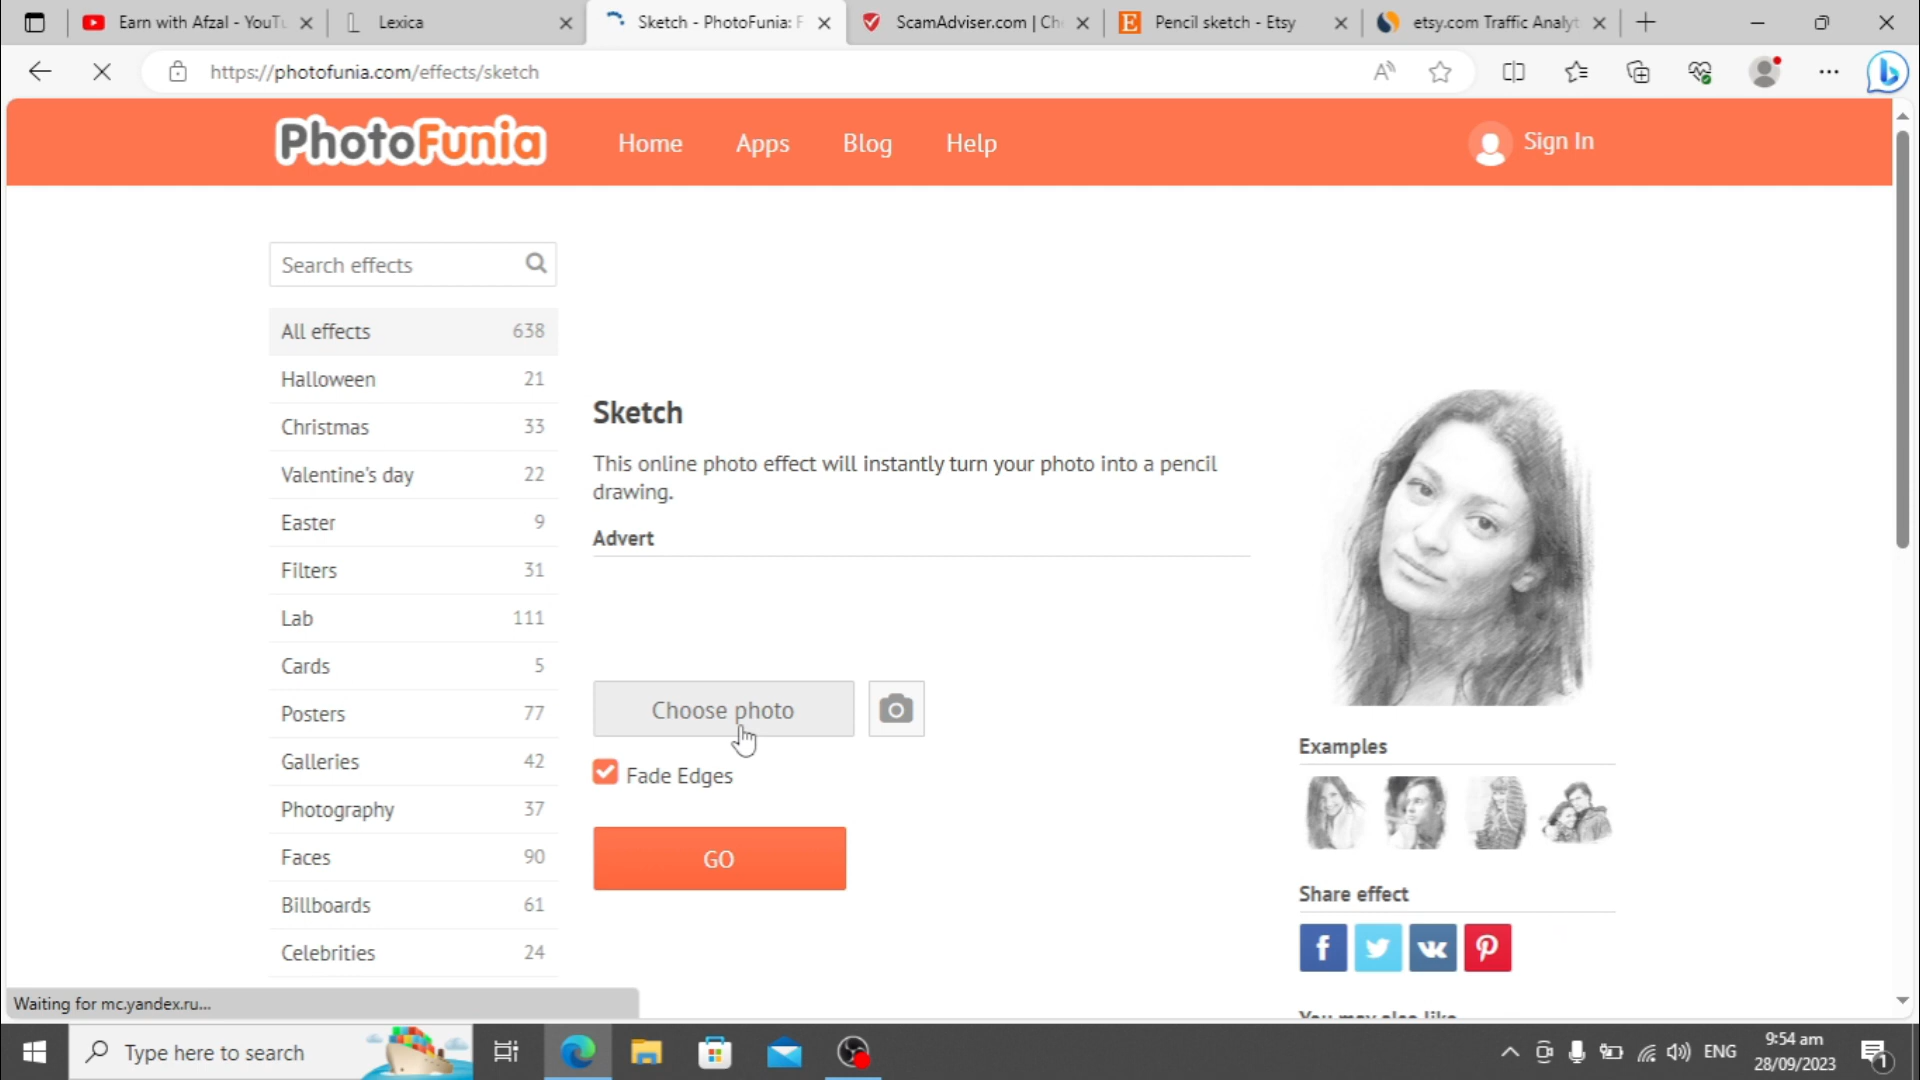 Earn with Afzal - YouTu
Lexica
Sketch - PhotoFunia: F
ScamAdviser.com | Ch
Pencil sketch - Etsy
etsy.com Traffic Analyt
https://photofunia.com/effects/sketch
PhotoFunia
Home
Apps
Blog
Help
Sign In
Search effects
All effects 638
Halloween 21
Christmas 33
Valentine's day 22
Easter 9
Filters 31
Lab 111
Cards 5
Posters 77
Galleries 42
Photography 37
Faces 90
Billboards 61
Celebrities 24
Sketch
This online photo effect will instantly turn your photo into a pencil
drawing.
Advert
Choose photo
Fade Edges
GO
Examples
Share effect
You may also like
Waiting for mc.yandex.ru...
Type here to search
ENG
9:54 am
28/09/2023
1